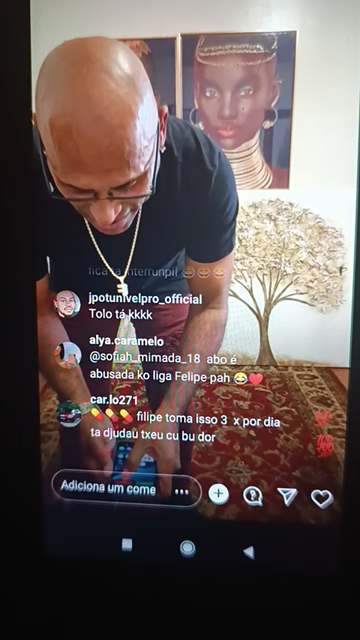 fica ta interrunpil 😂😂😂
jpotunivelpro_official
Tolo tá kkkk
alya.caramelo
@sofiah_mimada_18 abo é
abusada ko liga Felipe pah 😂❤️
car.lo271
💊💊💊 filipe toma isso 3 x por dia
ta djudau txeu cu bu dor
Adiciona um come